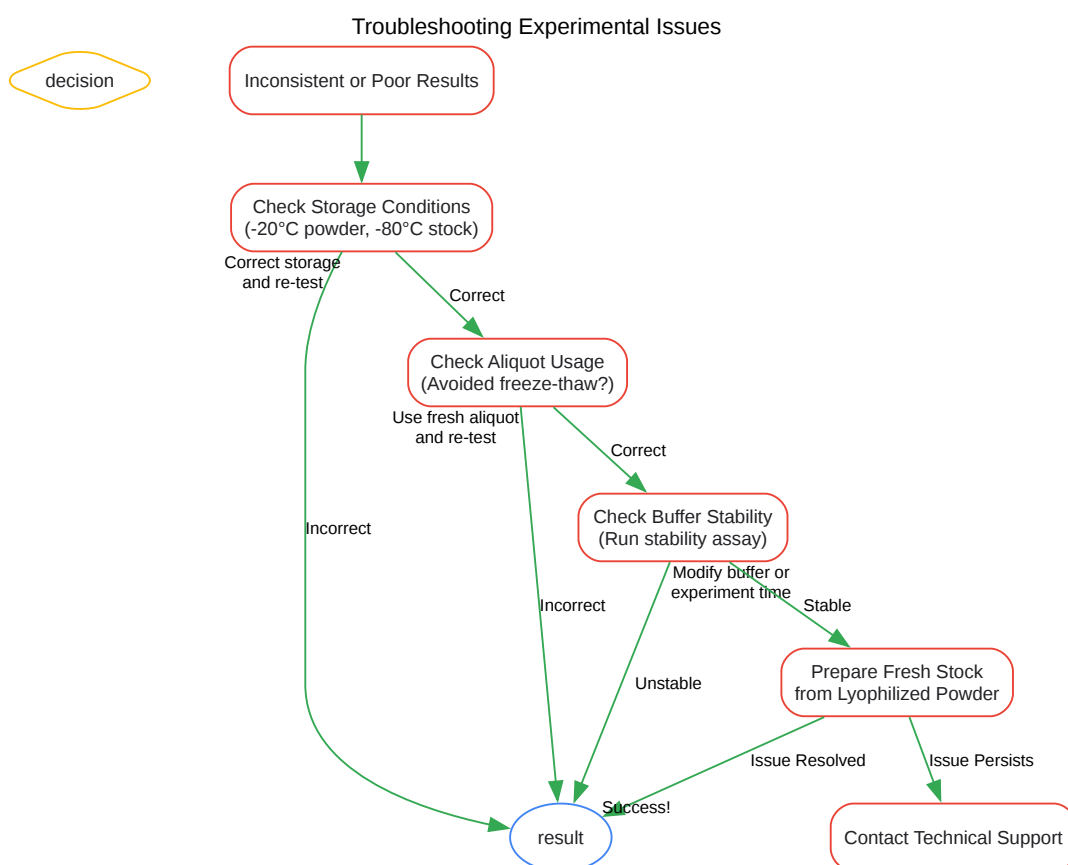 Troubleshooting Experimental Issues
decision
Inconsistent or Poor Results
Check Storage Conditions
(-20°C powder, -80°C stock)
Correct storage
and re-test
Correct
Check Aliquot Usage
(Avoided freeze-thaw?)
Use fresh aliquot
and re-test
Correct
Check Buffer Stability
(Run stability assay)
Incorrect
Modify buffer or
experiment time
Incorrect
Stable
Prepare Fresh Stock
from Lyophilized Powder
Unstable
Issue Resolved
Issue Persists
Success!
result
Contact Technical Support